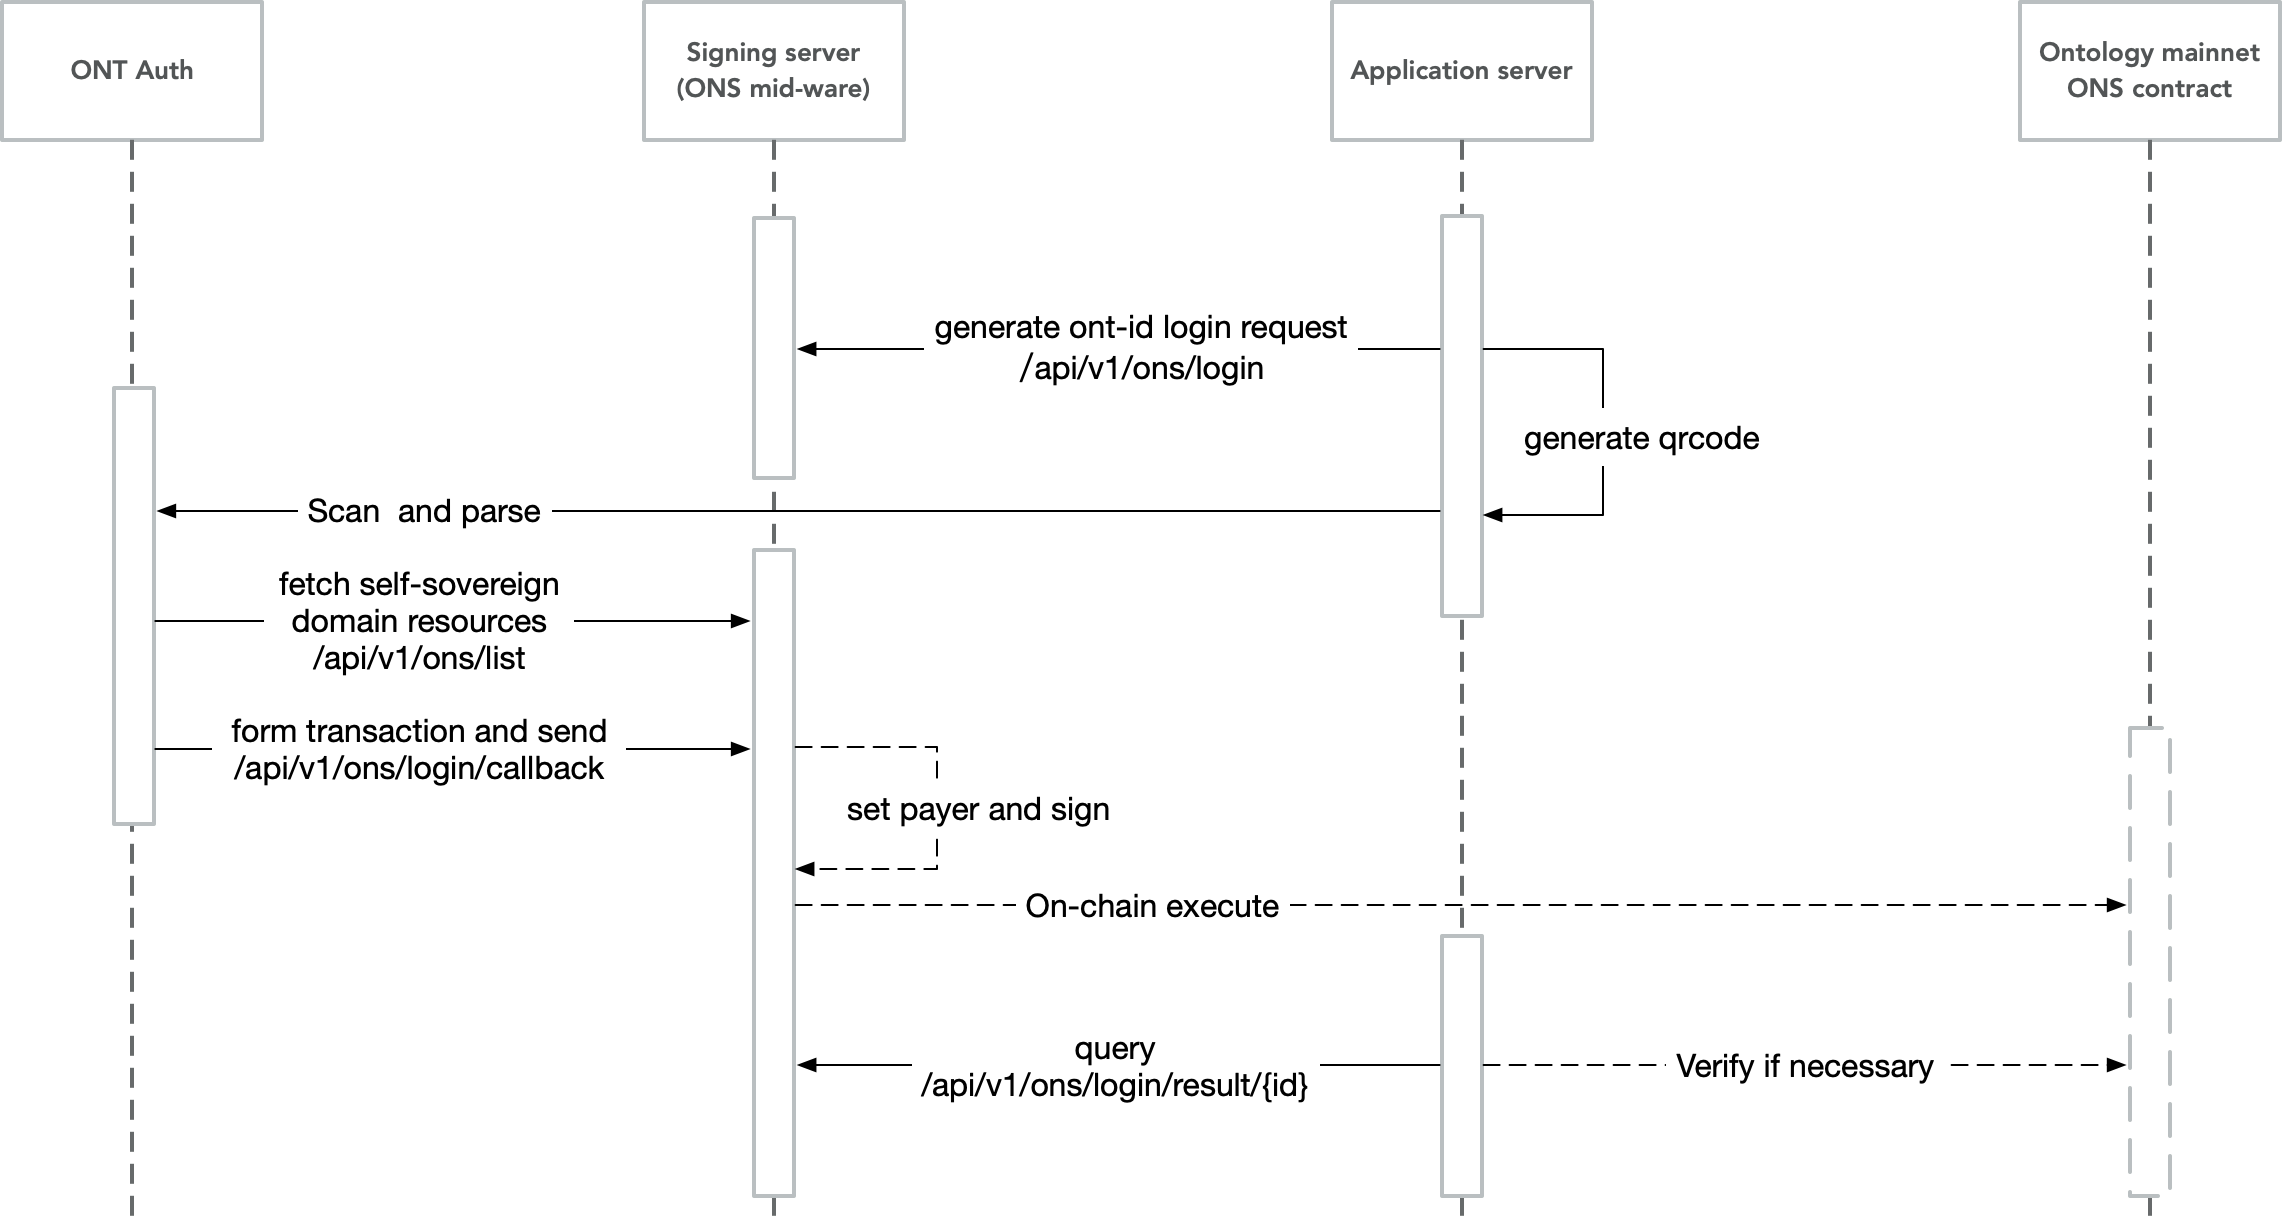 ONT Auth
Signing server
(ONS mid-ware)
Application server
Ontology mainnet
ONS contract
generate ont-id login request
/api/v1/ons/login
generate qrcode
Scan and parse
fetch self-sovereign
domain resources
/api/v1/ons/list
form transaction and send
/api/v1/ons/login/callback
set payer and sign
On-chain execute
query
/api/v1/ons/login/result/{id}
Verify if necessary